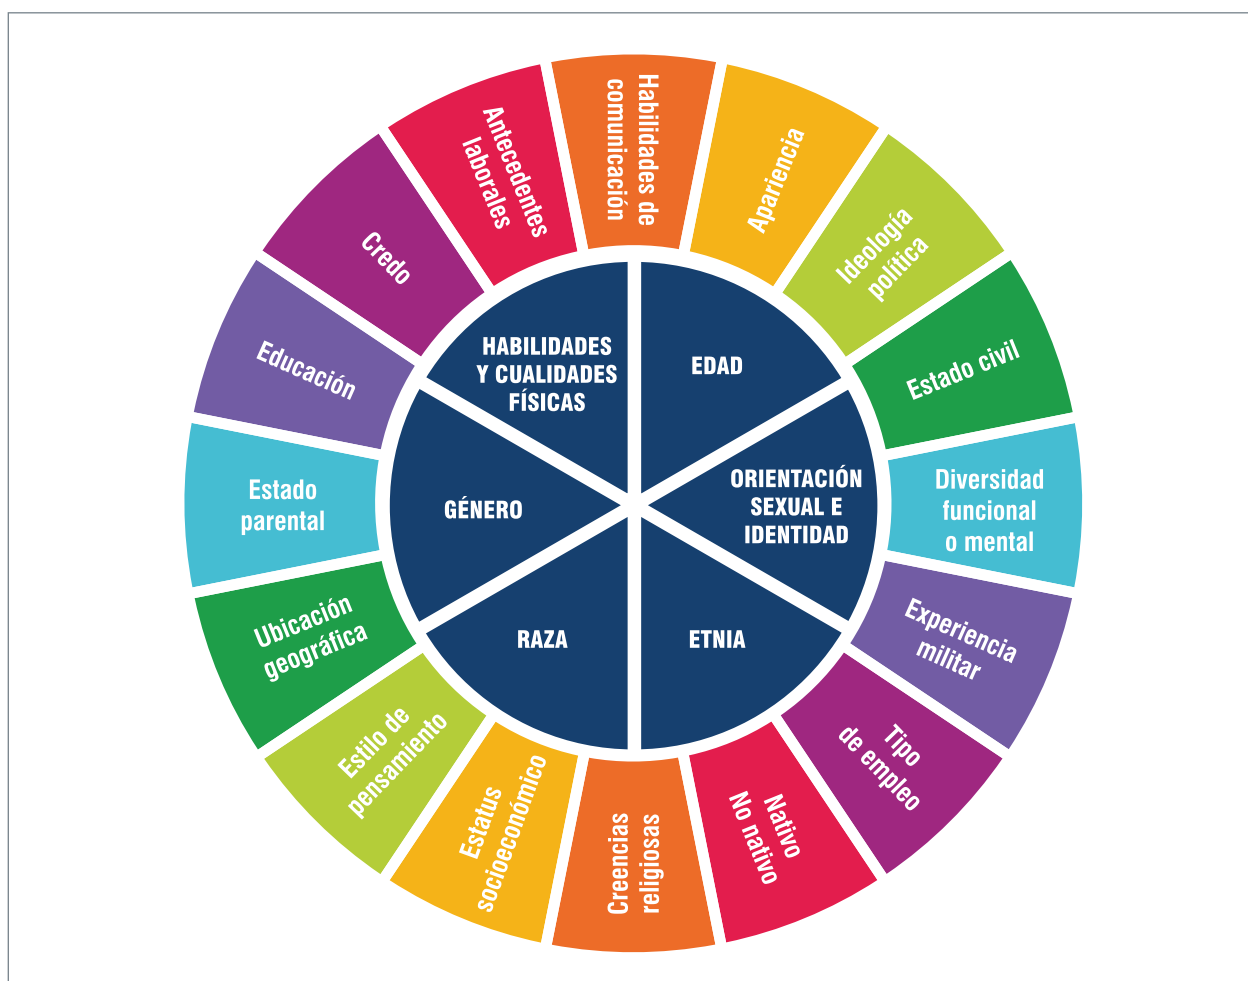 Habilidades de
comunicación
Apariencia
Ideología
política
Estado civil
Diversidad
funcional
o mental
Experiencia
militar
Tipo
de empleo
Nativo
No nativo
Creencias
religiosas
Estatus
socioeconómico
Estilo de
pensamiento
Ubicación
geográfica
Estado
parental
Educación
Credo
Antecedentes
laborales
HABILIDADES
Y CUALIDADES
FÍSICAS
EDAD
ORIENTACIÓN
SEXUAL E
IDENTIDAD
ETNIA
RAZA
GÉNERO